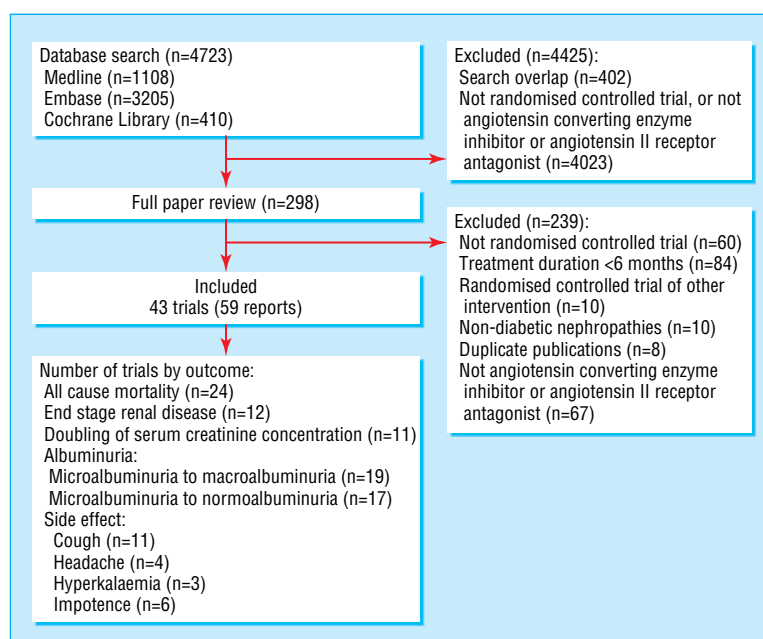 Database search (n=4723)
Medline (n=1108)
Embase (n=3205)
Cochrane Library (n=410)
Excluded (n=4425):
Search overlap (n=402)
Not randomised controlled trial, or not
angiotensin converting enzyme
inhibitor or angiotensin II receptor
antagonist (n=4023)
Full paper review (n=298)
Excluded (n=239):
Not randomised controlled trial (n=60)
Treatment duration <6 months (n=84)
Randomised controlled trial of other
intervention (n=10)
Non-diabetic nephropathies (n=10)
Duplicate publications (n=8)
Not angiotensin converting enzyme
inhibitor or angiotensin II receptor
antagonist (n=67)
Included
43 trials (59 reports)
Number of trials by outcome:
All cause mortality (n=24)
End stage renal disease (n=12)
Doubling of serum creatinine concentration (n=11)
Albuminuria:
Microalbuminuria to macroalbuminuria (n=19)
Microalbuminuria to normoalbuminuria (n=17)
Side effect:
Cough (n=11)
Headache (n=4)
Hyperkalaemia (n=3)
Impotence (n=6)